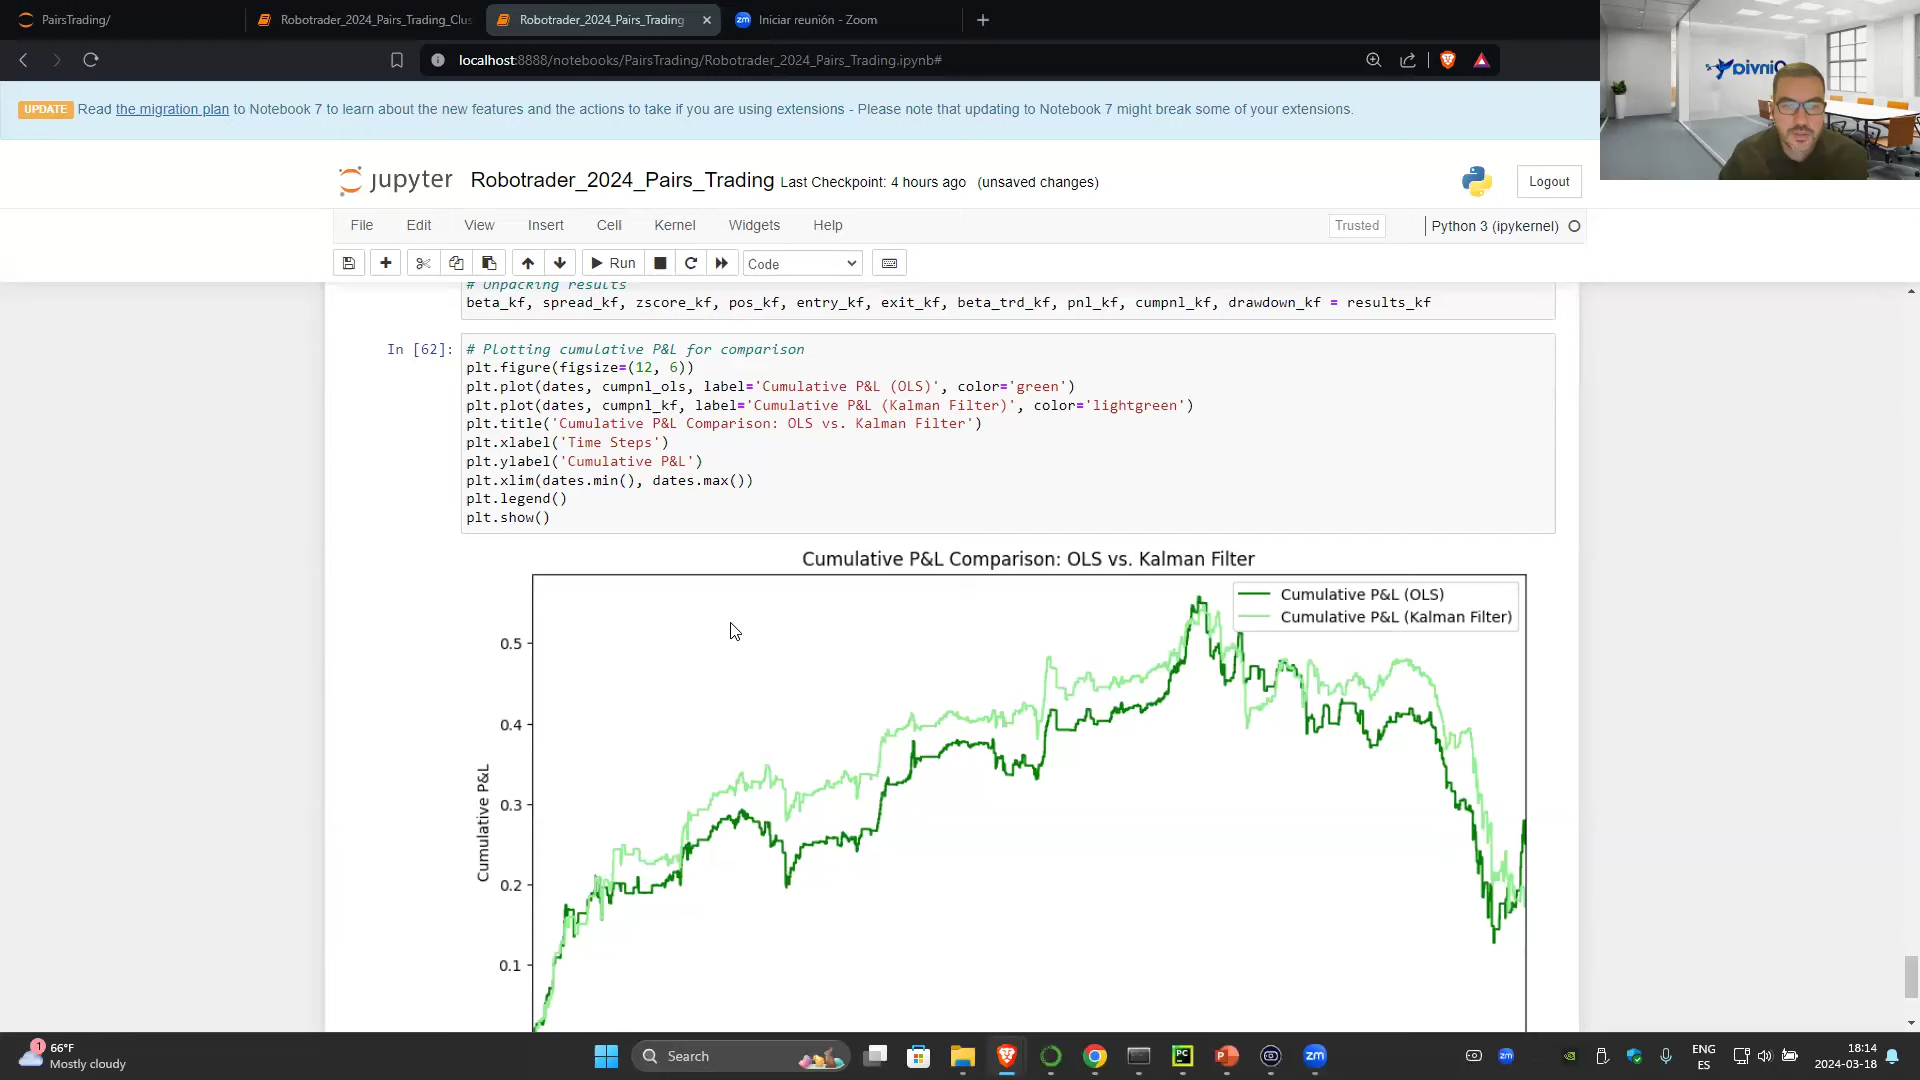 PairsTrading/
Robotrader_2024_Pairs_Trading_Clus
Robotrader_2024_Pairs_Trading
zm
Iniciar reunión - Zoom
localhost:8888/notebooks/PairsTrading/Robotrader_2024_Pairs_Trading.ipynb#
UPDATE Read the migration plan to Notebook 7 to learn about the new features and the actions to take if you are using extensions - Please note that updating to Notebook 7 might break some of your extensions.
jupyter Robotrader_2024_Pairs_Trading Last Checkpoint: 4 hours ago (unsaved changes)
Logout
File Edit View Insert Cell Kernel Widgets Help
Trusted
Python 3 (ipykernel)
Run
Code
# Unpacking results
beta_kf, spread_kf, zscore_kf, pos_kf, entry_kf, exit_kf, beta_trd_kf, pnl_kf, cumpnl_kf, drawdown_kf = results_kf
In [62]:
# Plotting cumulative P&L for comparison
plt.figure(figsize=(12, 6))
plt.plot(dates, cumpnl_ols, label='Cumulative P&L (OLS)', color='green')
plt.plot(dates, cumpnl_kf, label='Cumulative P&L (Kalman Filter)', color='lightgreen')
plt.title('Cumulative P&L Comparison: OLS vs. Kalman Filter')
plt.xlabel('Time Steps')
plt.ylabel('Cumulative P&L')
plt.xlim(dates.min(), dates.max())
plt.legend()
plt.show()
Cumulative P&L Comparison: OLS vs. Kalman Filter
Cumulative P&L (OLS)
Cumulative P&L (Kalman Filter)
0.5
0.4
0.3
0.2
0.1
Cumulative P&L
1
66°F
Mostly cloudy
Search
PC
P
zm
zm
ENG
ES
18:14
2024-03-18